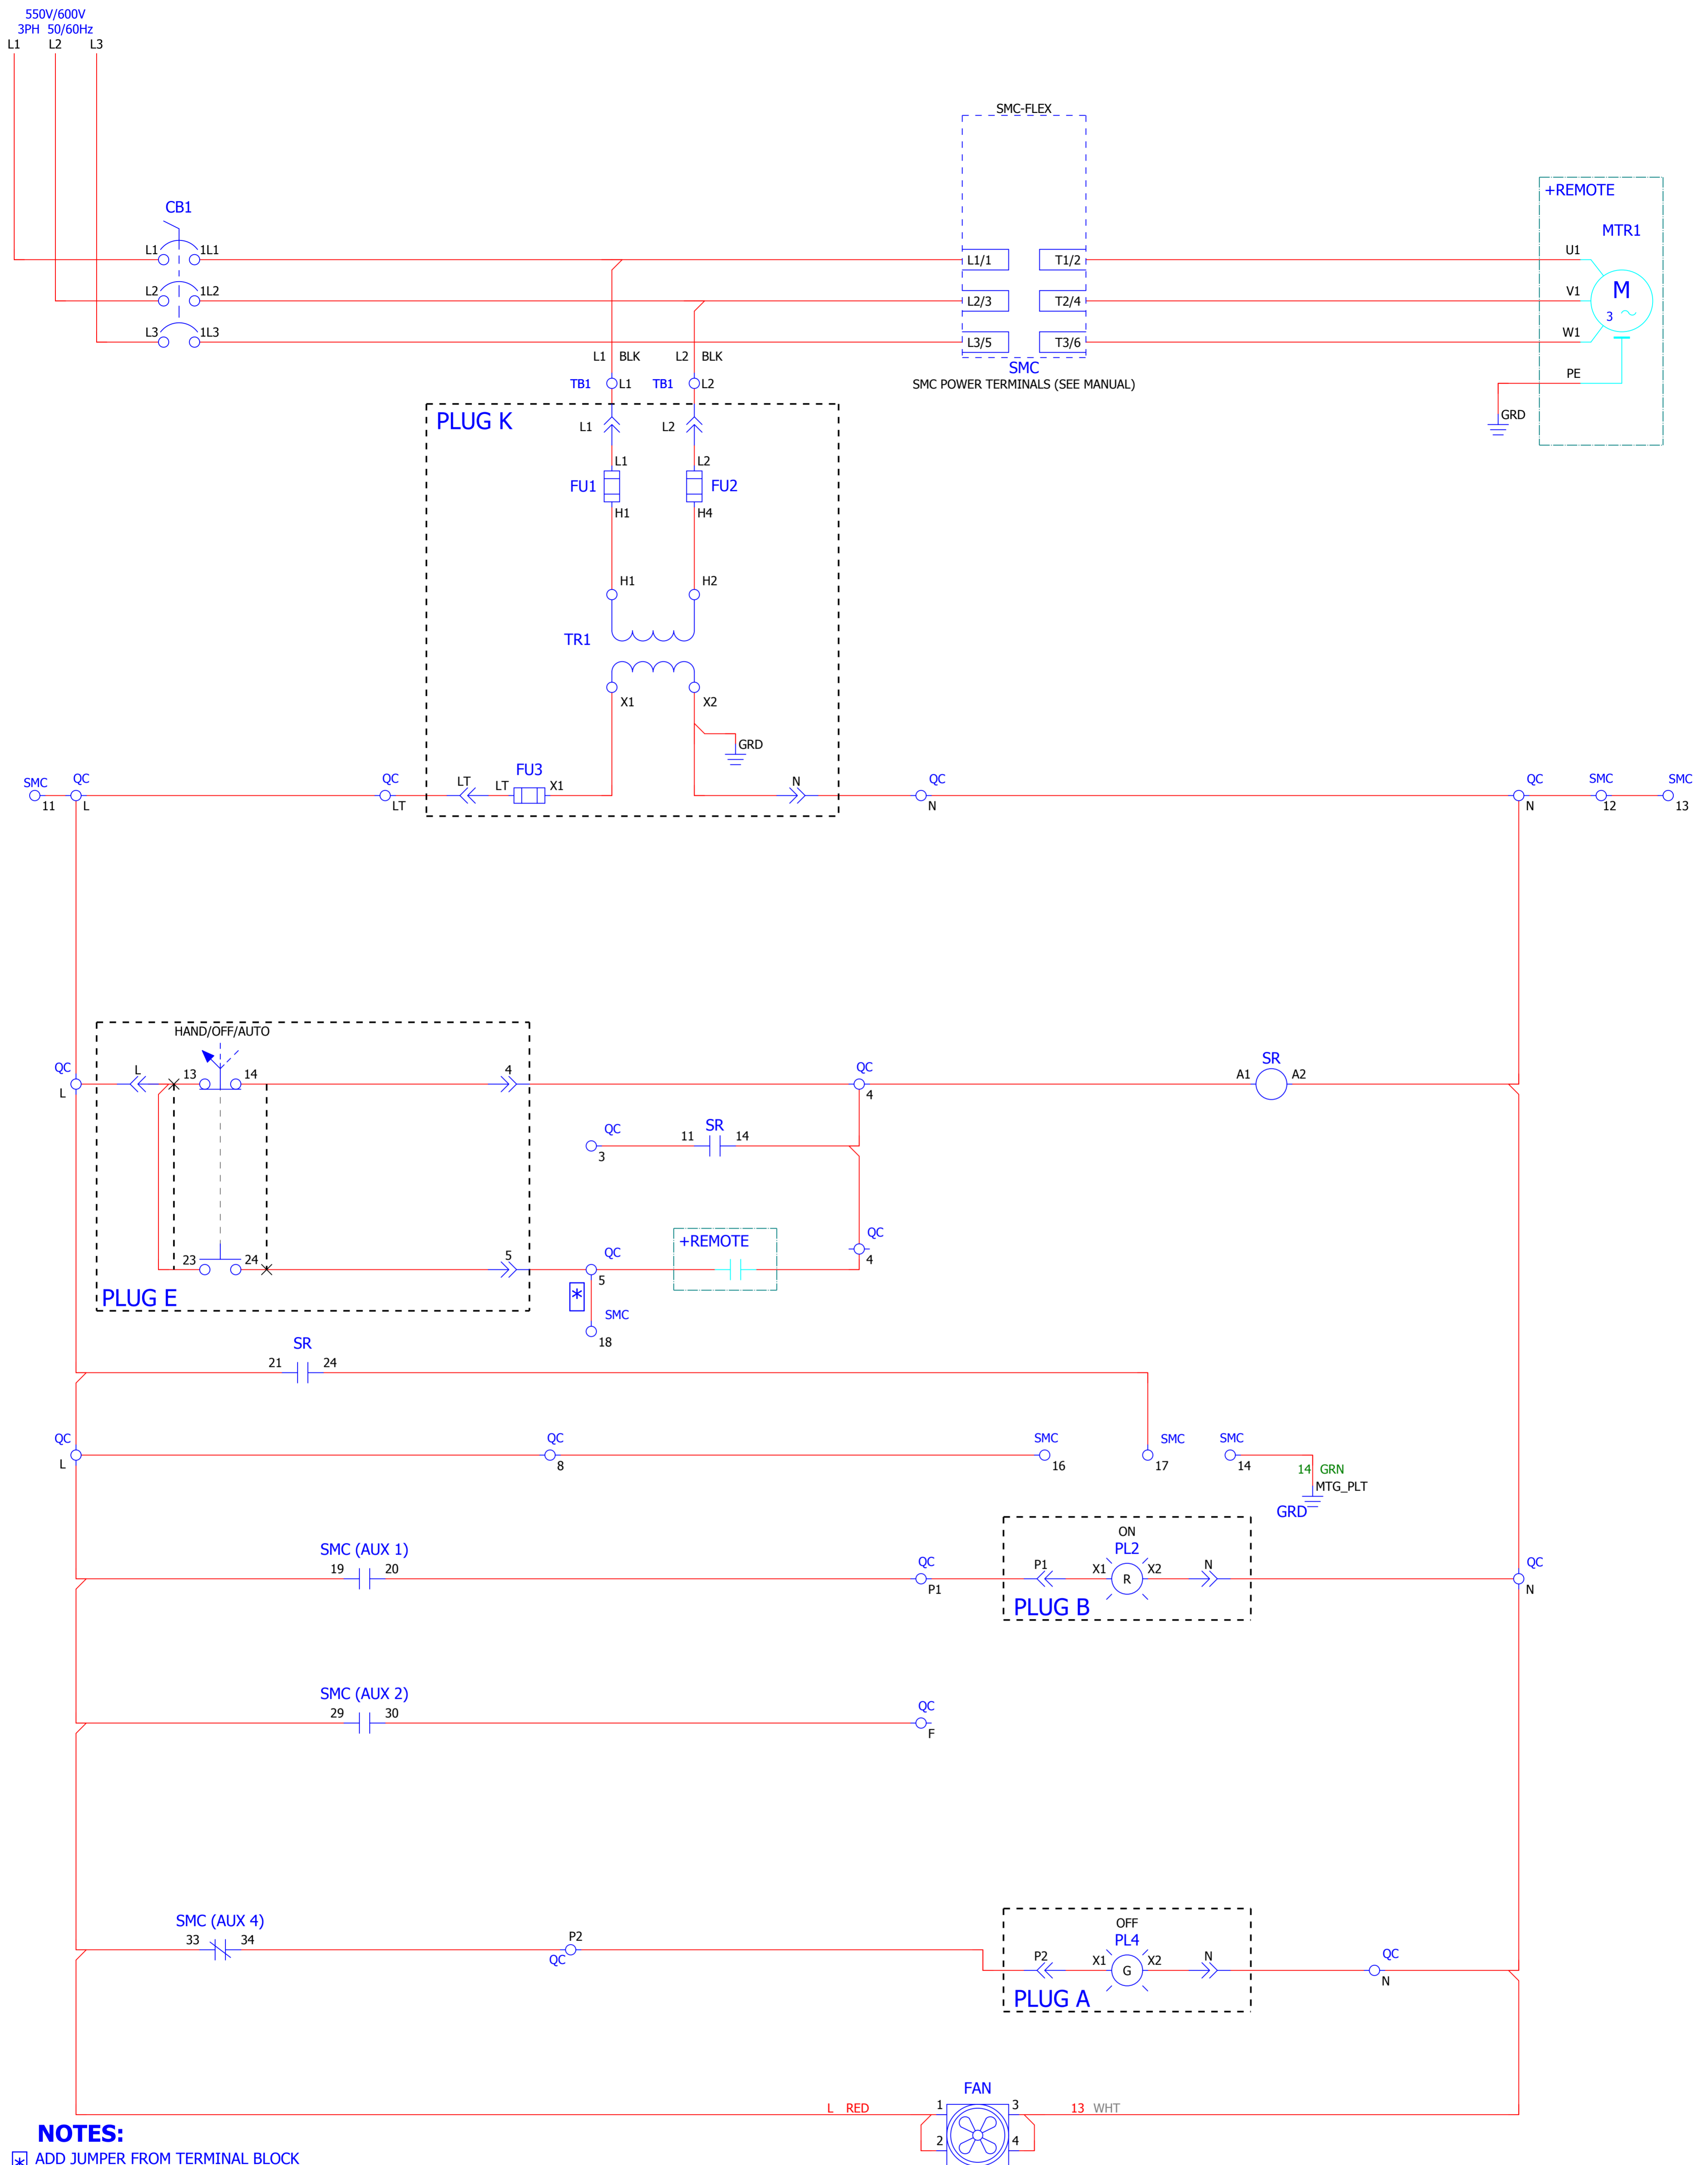 550V/600V
3PH 50/60Hz
L1 L2 L3
SMC-FLEX
+REMOTE
CB1
MTR1
L1 1L1 L1/1 T1/2 U1
L2 1L2 L2/3 T2/4 V1
M
3
L3 1L3 L3/5 T3/6 W1
L1 BLK L2 BLK
SMC
PE
TB1 L1 TB1 L2
SMC POWER TERMINALS (SEE MANUAL)
PLUG K
L1 L2
GRD
L1 L2
FU1 FU2
H1 H4
H1 H2
TR1
X1 X2
GRD
SMC QC QC LT LT FU3 X1 N QC QC SMC SMC
11 L LT N N 12 13
HAND/OFF/AUTO
QC L 13 14 4 QC A1 SR A2
L 4
QC 11 SR 14
3
+REMOTE
QC
23 24 5 QC 4
5
PLUG E
*
SMC
18
SR
21 24
QC QC SMC SMC SMC
L 8 16 17 14
14 GRN
MTG_PLT
GRD
ON
SMC (AUX 1) PL2
19 20 QC P1 X1 R X2 N QC
P1 N
PLUG B
SMC (AUX 2)
29 30 QC
F
SMC (AUX 4) OFF
33 34 P2 PL4
QC P2 X1 G X2 N QC
N
PLUG A
FAN
L RED 1 3 13 WHT
2 4
NOTES:
* ADD JUMPER FROM TERMINAL BLOCK